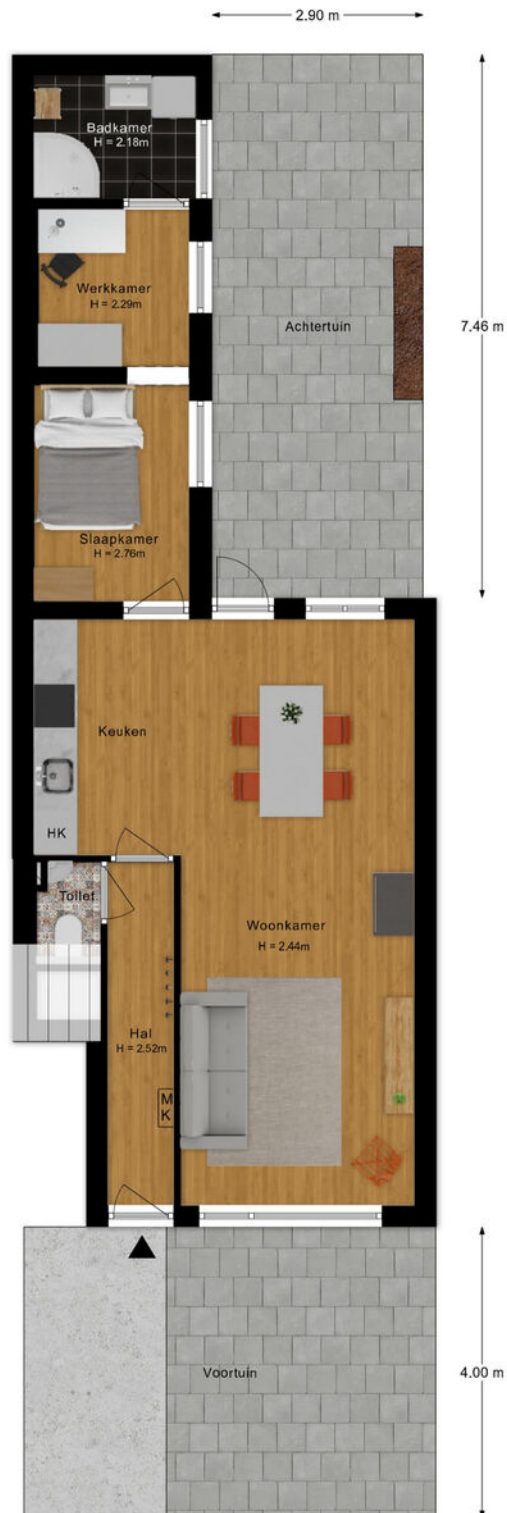 2.90 m
Badkamer
H = 2.18m
Werkkamer
H = 2.29m
Achtertuin
7.46 m
Slaapkamer
H = 2.76m
Keuken
HK
Toilet
Woonkamer
H = 2.44m
Hal
H = 2.52m
M
K
Voortuin
4.00 m